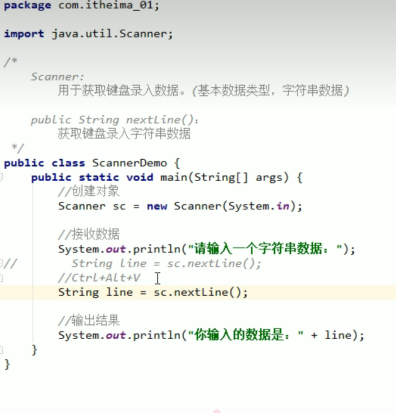 package com.itheima_01;
import java.util.Scanner;
/*
Scanner:
用于获取键盘录入数据。(基本数据类型，字符串数据)
public String nextLine():
获取键盘录入字符串数据
*/
public class ScannerDemo {
public static void main(String[] args) {
//创建对象
Scanner sc = new Scanner(System.in);
//接收数据
System.out.println("请输入一个字符串数据：");
// String line = sc.nextLine();
//Ctrl+Alt+V
String line = sc.nextLine();
//输出结果
System.out.println("你输入的数据是：" + line);
}
}